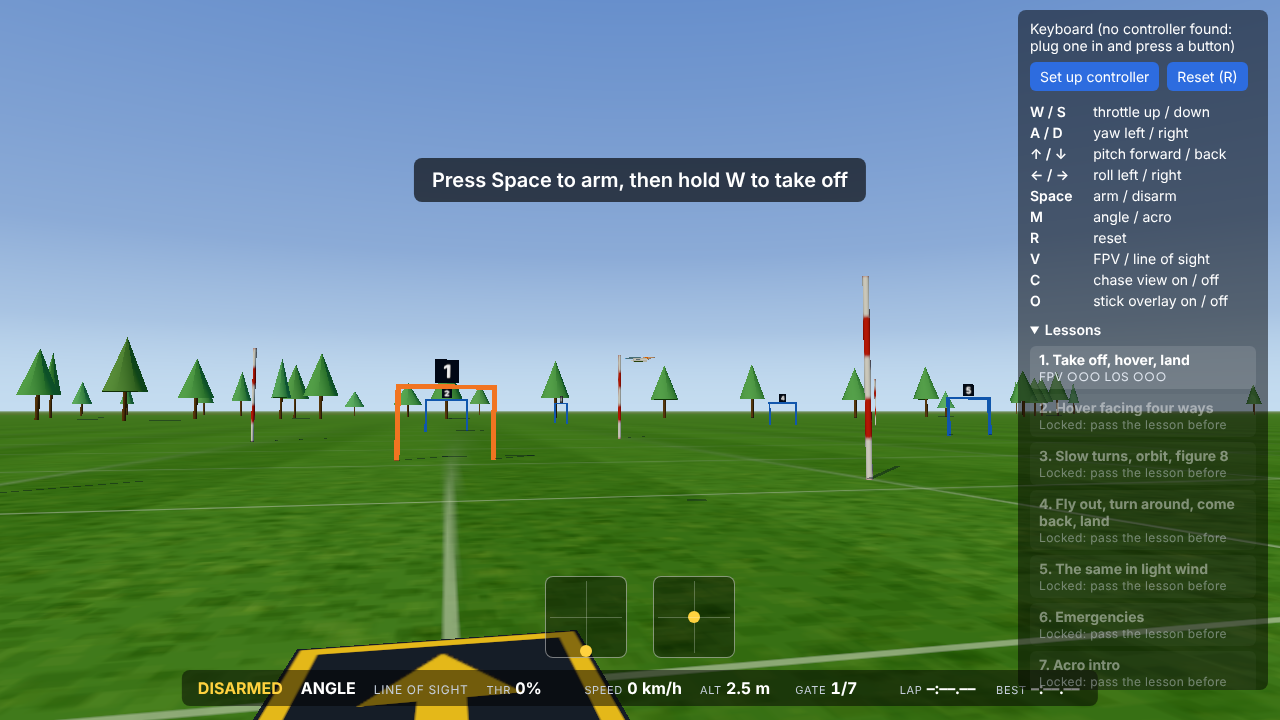 Keyboard (no controller found:
plug one in and press a button)
Set up controller
Reset (R)
W / S throttle up / down
A / D yaw left / right
↑ / ↓ pitch forward / back
← / → roll left / right
Space arm / disarm
M angle / acro
R reset
V FPV / line of sight
C chase view on / off
O stick overlay on / off
▼ Lessons
1. Take off, hover, land
FPV ○○○ LOS ○○○
2. Hover facing four ways
Locked: pass the lesson before
3. Slow turns, orbit, figure 8
Locked: pass the lesson before
4. Fly out, turn around, come
back, land
Locked: pass the lesson before
5. The same in light wind
Locked: pass the lesson before
6. Emergencies
Locked: pass the lesson before
7. Acro intro
Locked: pass the lesson before
Press Space to arm, then hold W to take off
1
2
4
5
DISARMED ANGLE LINE OF SIGHT THR 0% SPEED 0 km/h ALT 2.5 m GATE 1/7 LAP –:––.–– BEST –:––.––